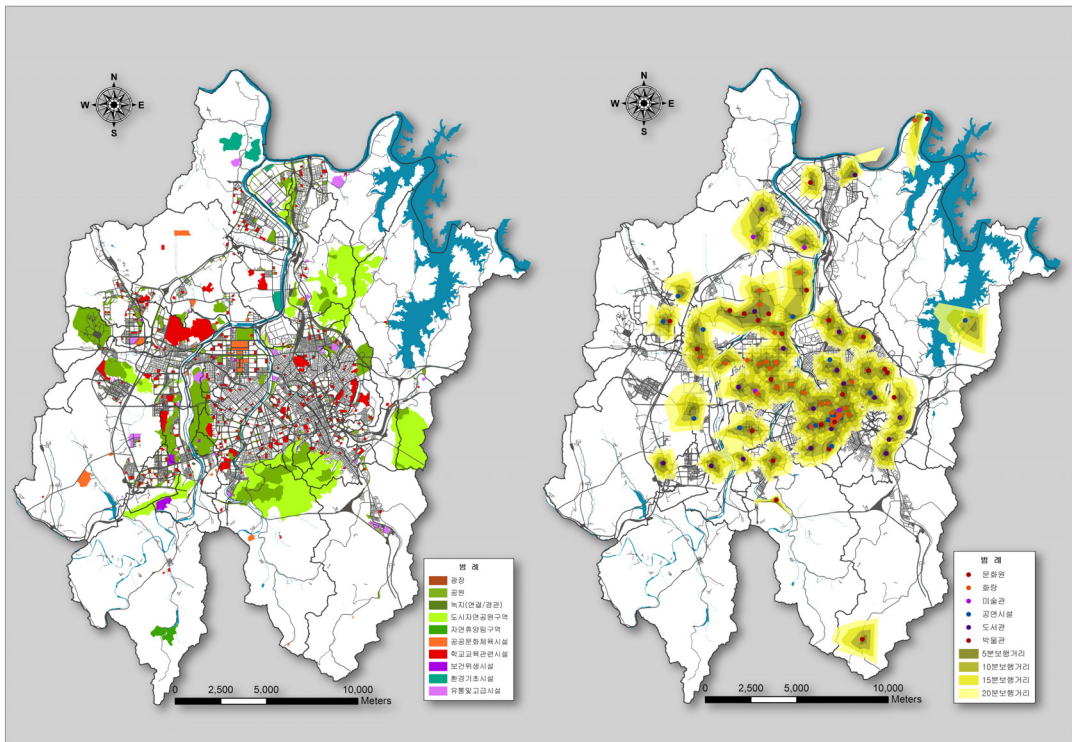 N
W
E
S
범 례
광장
공원
녹지(연결/경관)
도시자연공원구역
자연휴양림구역
공공문화체육시설
학교교육관련시설
보건위생시설
환경기초시설
유통및공급시설
0 2,500 5,000 10,000
Meters
N
W
E
S
범 례
문화원
화랑
미술관
공연시설
도서관
박물관
5분보행거리
10분보행거리
15분보행거리
20분보행거리
0 2,500 5,000 10,000
Meters